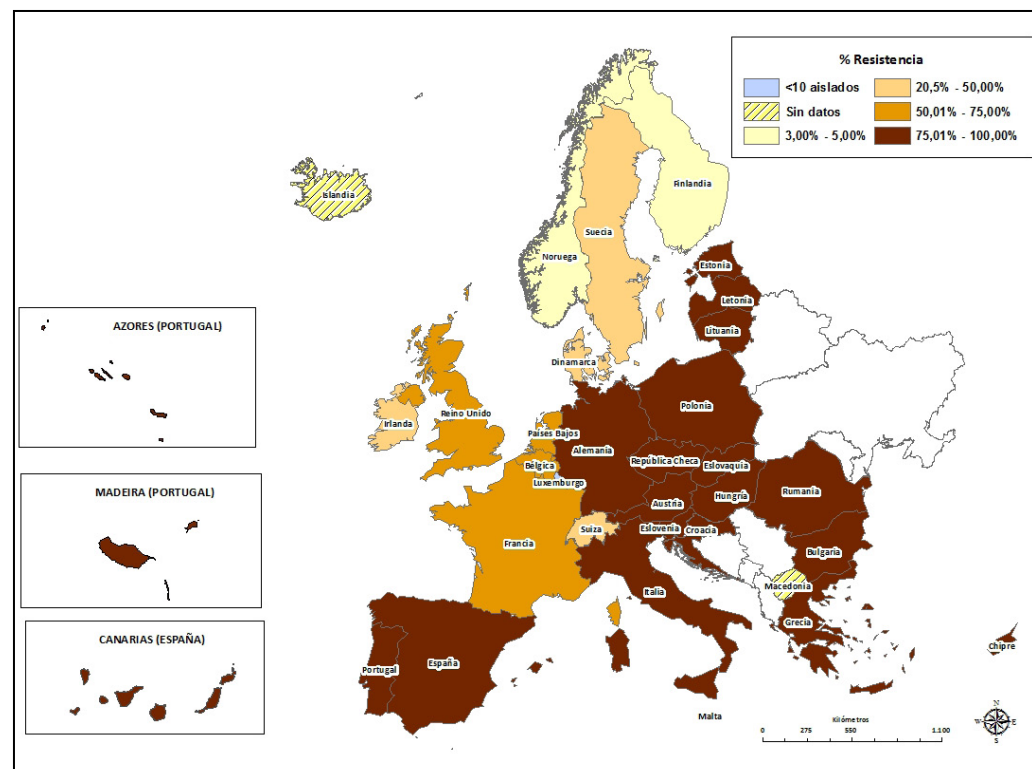 % Resistencia
<10 aislados
20,5% - 50,00%
Sin datos
50,01% - 75,00%
3,00% - 5,00%
75,01% - 100,00%
Islandia
Finlandia
Suecia
Noruega
Estonia
Letonia
Lituania
AZORES (PORTUGAL)
Dinamarca
Polonia
Reino Unido
Irlanda
Países Bajos
Alemania
República Checa
Bélgica
Eslovaquia
Luxemburgo
MADEIRA (PORTUGAL)
Hungría
Rumanía
Austria
Suiza
Eslovenia
Croacia
Francia
Bulgaria
Macedonia
Italia
Grecia
CANARIAS (ESPAÑA)
Chipre
Portugal
España
Malta
N
W
E
S
Kilómetros
0 275 550 1.100